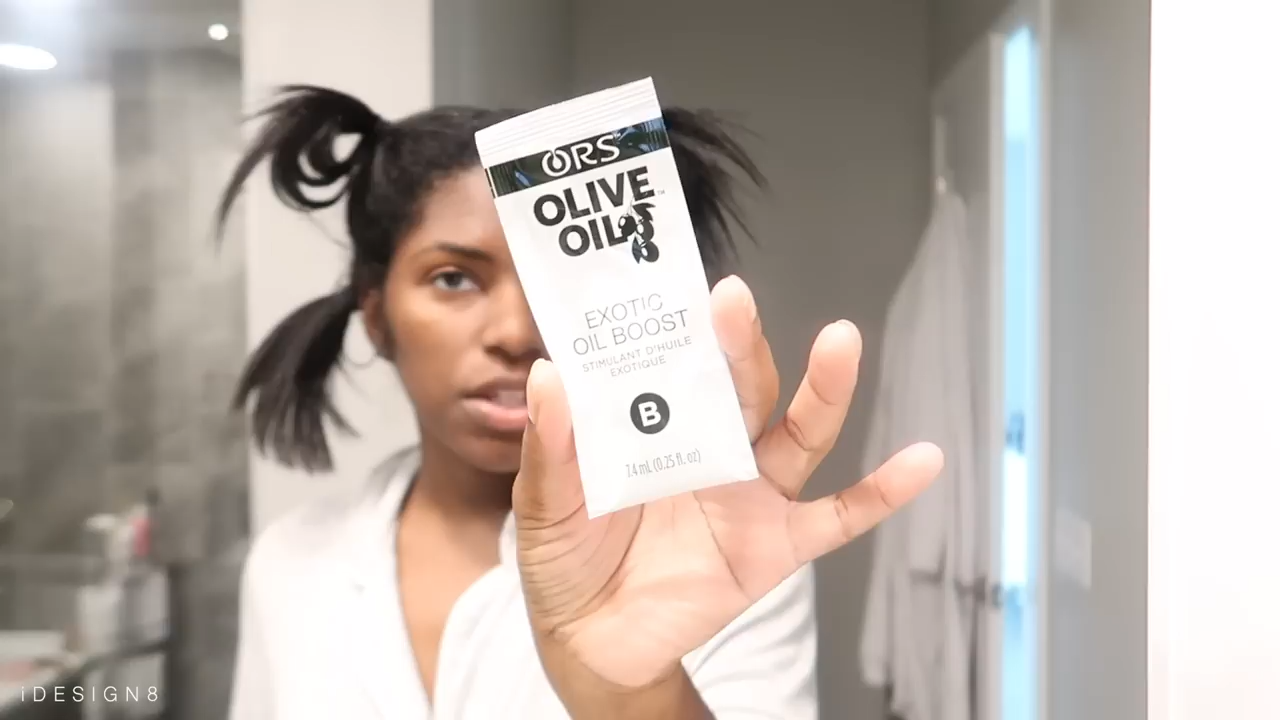 ORS
OLIVE
OIL
EXOTIC
OIL BOOST
STIMULANT D'HUILE
EXOTIQUE
B
7.4 mL (0.25 fl. oz)
iDESIGN8